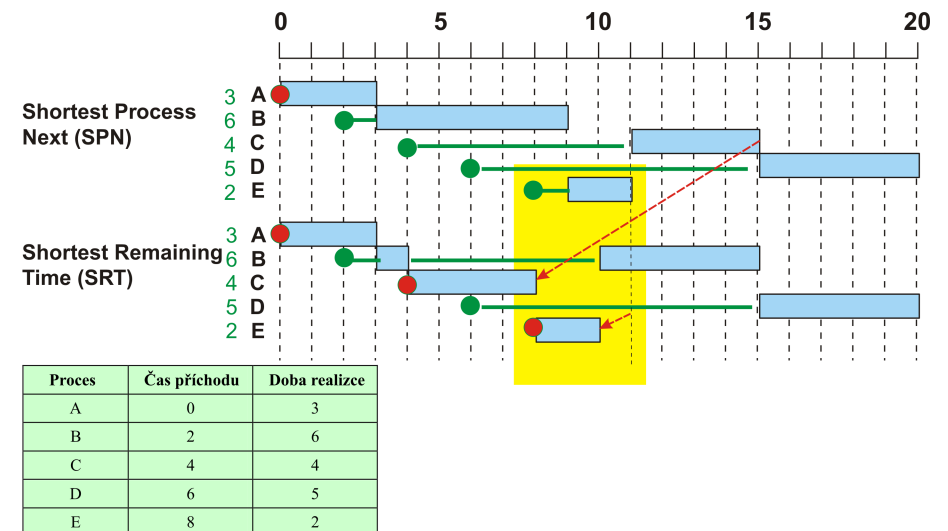 0 5 10 15 20
3 A
Shortest Process
6 B
Next (SPN)
4 C
5 D
2 E
3 A
Shortest Remaining
6 B
Time (SRT)
4 C
5 D
2 E
Proces Čas příchodu Doba realizce
A 0 3
B 2 6
C 4 4
D 6 5
E 8 2